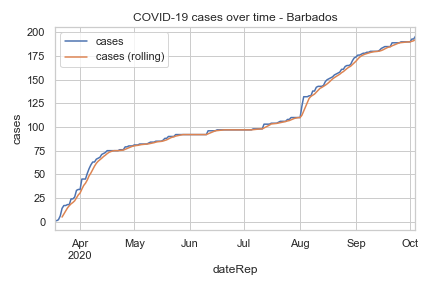 COVID-19 cases over time - Barbados
cases
cases (rolling)
cases
200
175
150
125
100
75
50
25
0
Apr
2020
May
Jun
Jul
Aug
Sep
Oct
dateRep